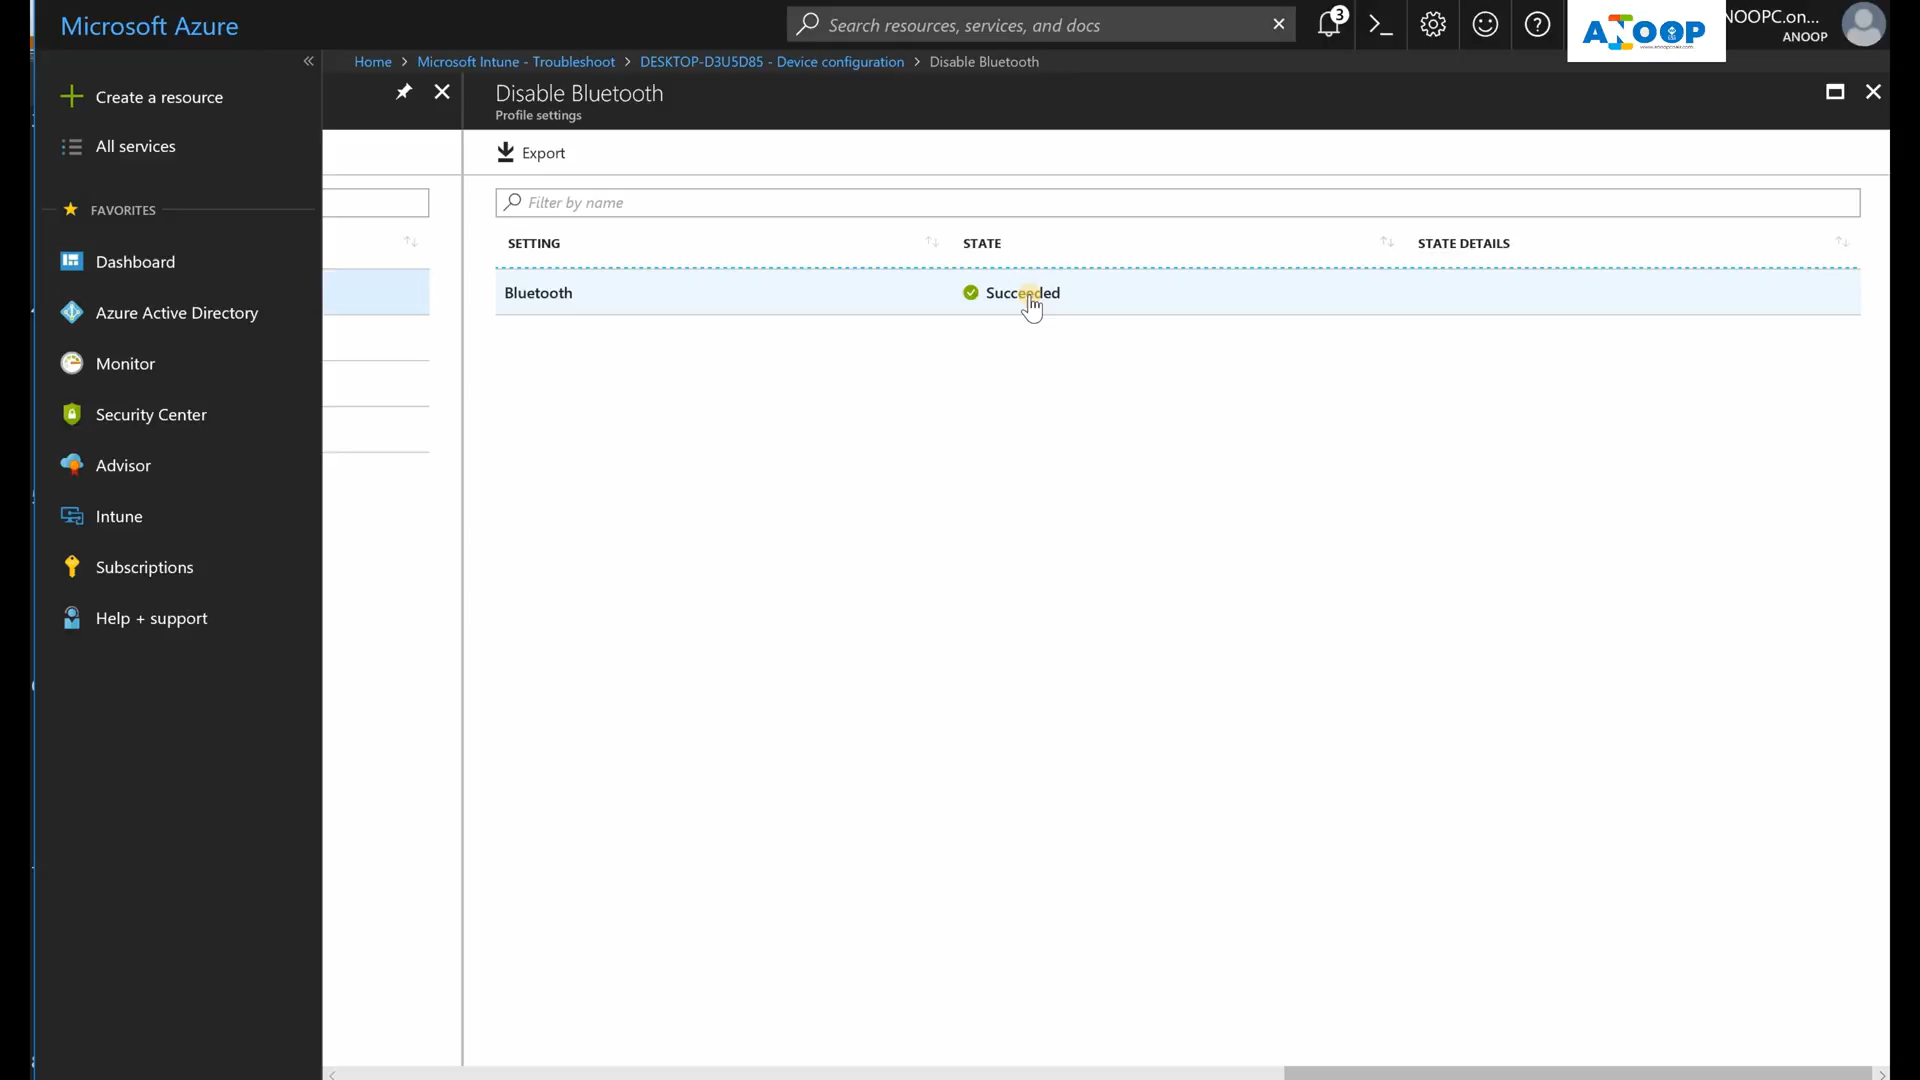 Microsoft Azure
Search resources, services, and docs
3
NOOPC.on...
ANOOP
ANOOP
Home > Microsoft Intune - Troubleshoot > DESKTOP-D3U5D85 - Device configuration > Disable Bluetooth
Create a resource
All services
FAVORITES
Dashboard
Azure Active Directory
Monitor
Security Center
Advisor
Intune
Subscriptions
Help + support
Disable Bluetooth
Profile settings
Export
Filter by name
SETTING STATE STATE DETAILS
Bluetooth Succeeded